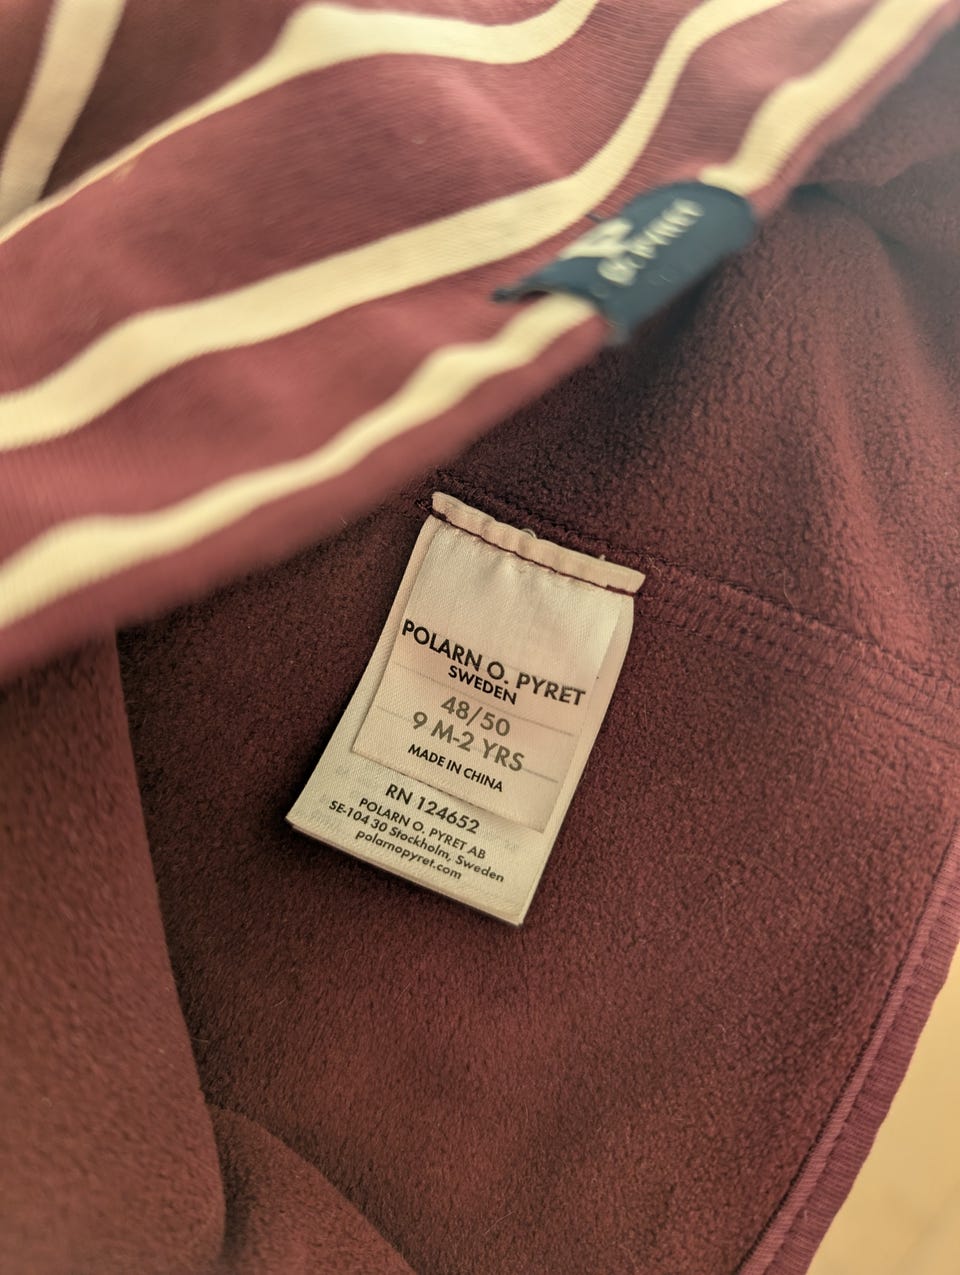 O. PYRET
POLARN O. PYRET
SWEDEN
48/50
9 M-2 YRS
MADE IN CHINA
RN 124652
POLARN O. PYRET AB
SE-104 30 Stockholm, Sweden
polarnopyret.com